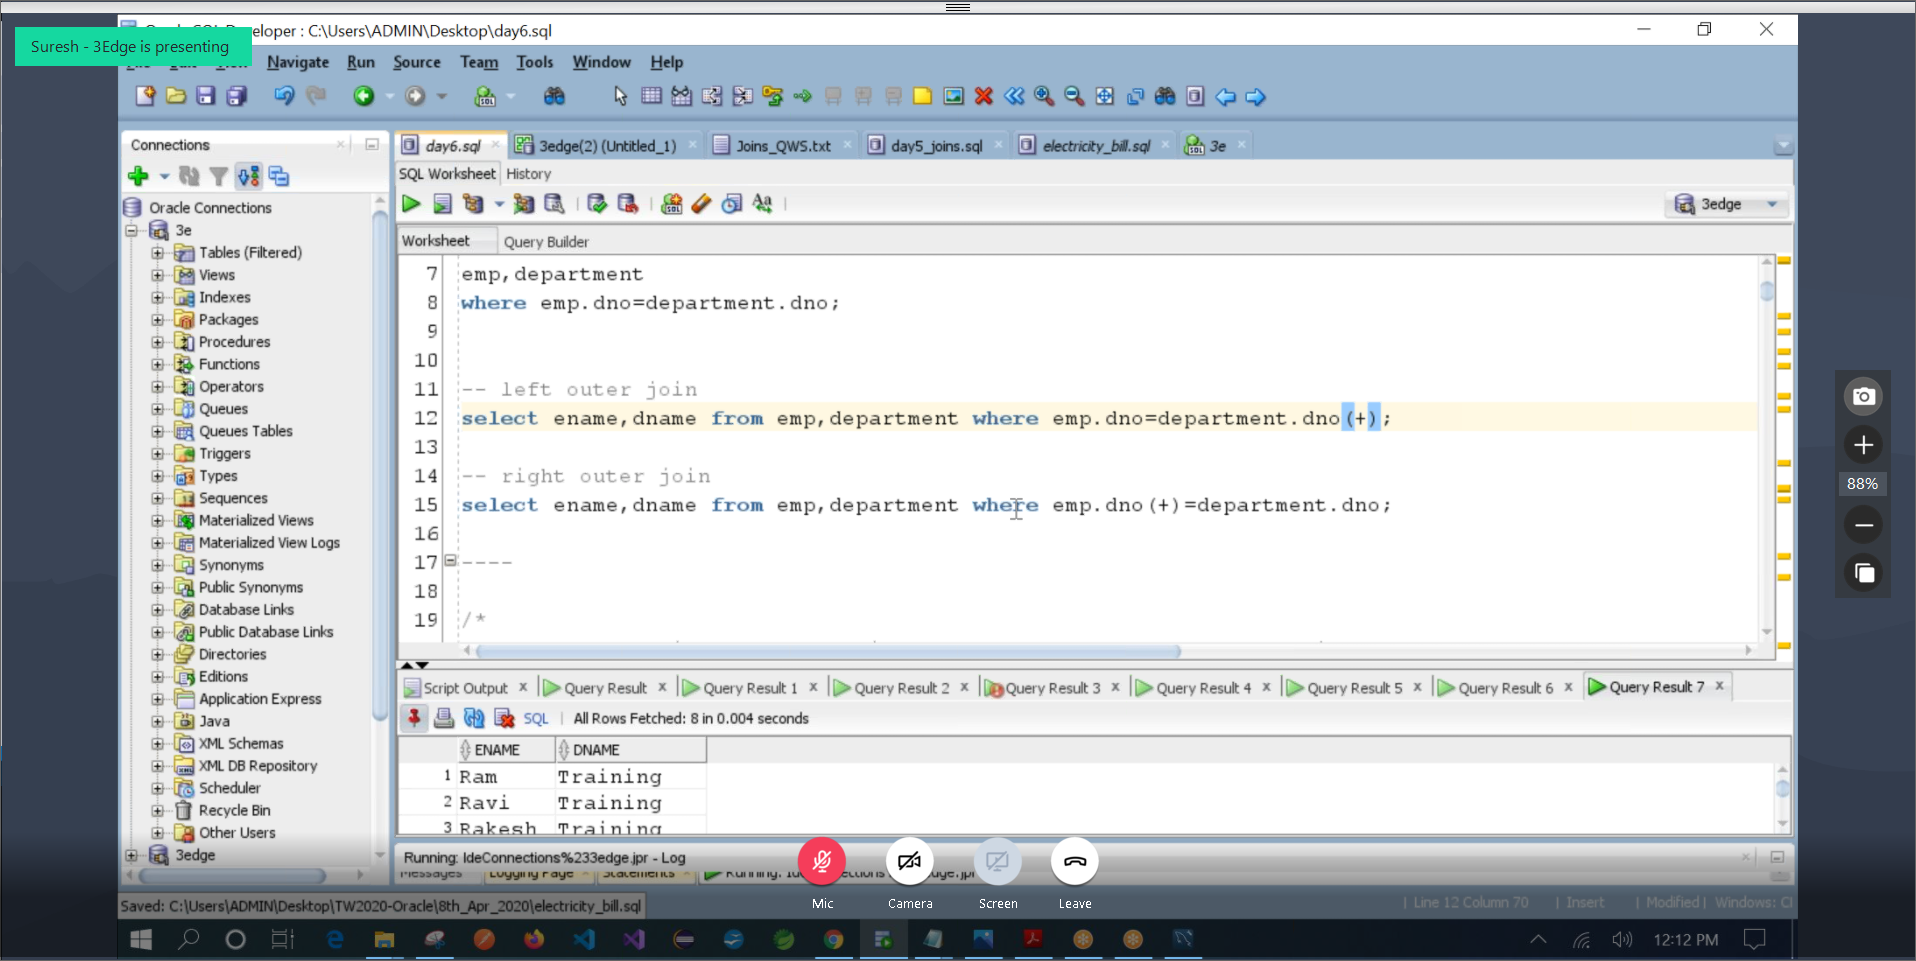 Suresh - 3Edge is presenting
eloper : C:\Users\ADMIN\Desktop\day6.sql
Navigate Run Source Team Tools Window Help
Connections
Oracle Connections
3e
Tables (Filtered)
Views
Indexes
Packages
Procedures
Functions
Operators
Queues
Queues Tables
Triggers
Types
Sequences
Materialized Views
Materialized View Logs
Synonyms
Public Synonyms
Database Links
Public Database Links
Directories
Editions
Application Express
Java
XML Schemas
XML DB Repository
Scheduler
Recycle Bin
Other Users
3edge
day6.sql 3edge(2) (Untitled_1) Joins_QWS.txt day5_joins.sql electricity_bill.sql 3e
SQL Worksheet History
3edge
Worksheet Query Builder
7 emp,department
8 where emp.dno=department.dno;
9
10
11 -- left outer join
12 select ename,dname from emp,department where emp.dno=department.dno(+);
13
14 -- right outer join
15 select ename,dname from emp,department where emp.dno(+)=department.dno;
16
17 ----
18
19 /*
Script Output Query Result Query Result 1 Query Result 2 Query Result 3 Query Result 4 Query Result 5 Query Result 6 Query Result 7
SQL All Rows Fetched: 8 in 0.004 seconds
ENAME DNAME
1 Ram Training
2 Ravi Training
3 Rakesh Training
Running: IdeConnections%233edge.jpr - Log
Messages Logging Page Statements
Saved: C:\Users\ADMIN\Desktop\TW2020-Oracle\8th_Apr_2020\electricity_bill.sql
Line 12 Column 70 Insert Modified Windows:
Mic Camera Screen Leave
88%
12:12 PM